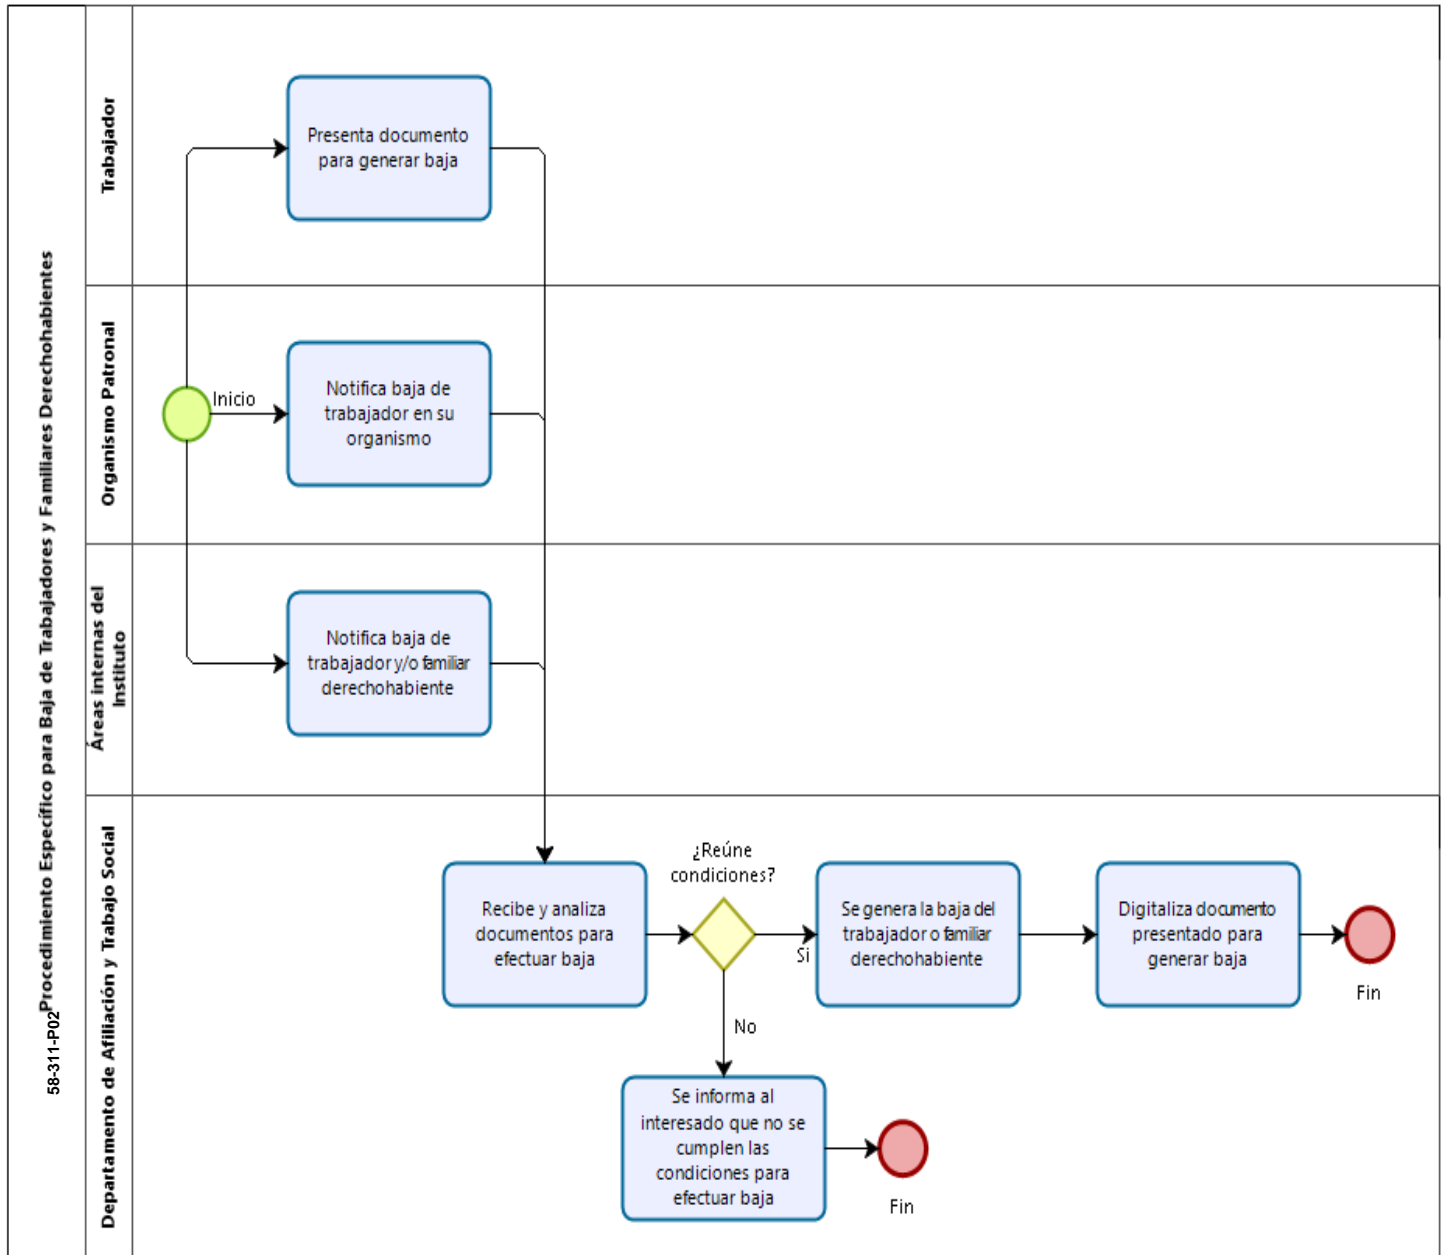 58-311-P02
Procedimiento Específico para Baja de Trabajadores y Familiares Derechohabientes
Trabajador
Presenta documento
para generar baja
Organismo Patronal
Inicio
Notifica baja de
trabajador en su
organismo
Áreas internas del
Instituto
Notifica baja de
trabajador y/o familiar
derechohabiente
Departamento de Afiliación y Trabajo Social
Recibe y analiza
documentos para
efectuar baja
¿Reúne
condiciones?
Si
Se genera la baja del
trabajador o familiar
derechohabiente
Digitaliza documento
presentado para
generar baja
Fin
No
Se informa al
interesado que no se
cumplen las
condiciones para
efectuar baja
Fin